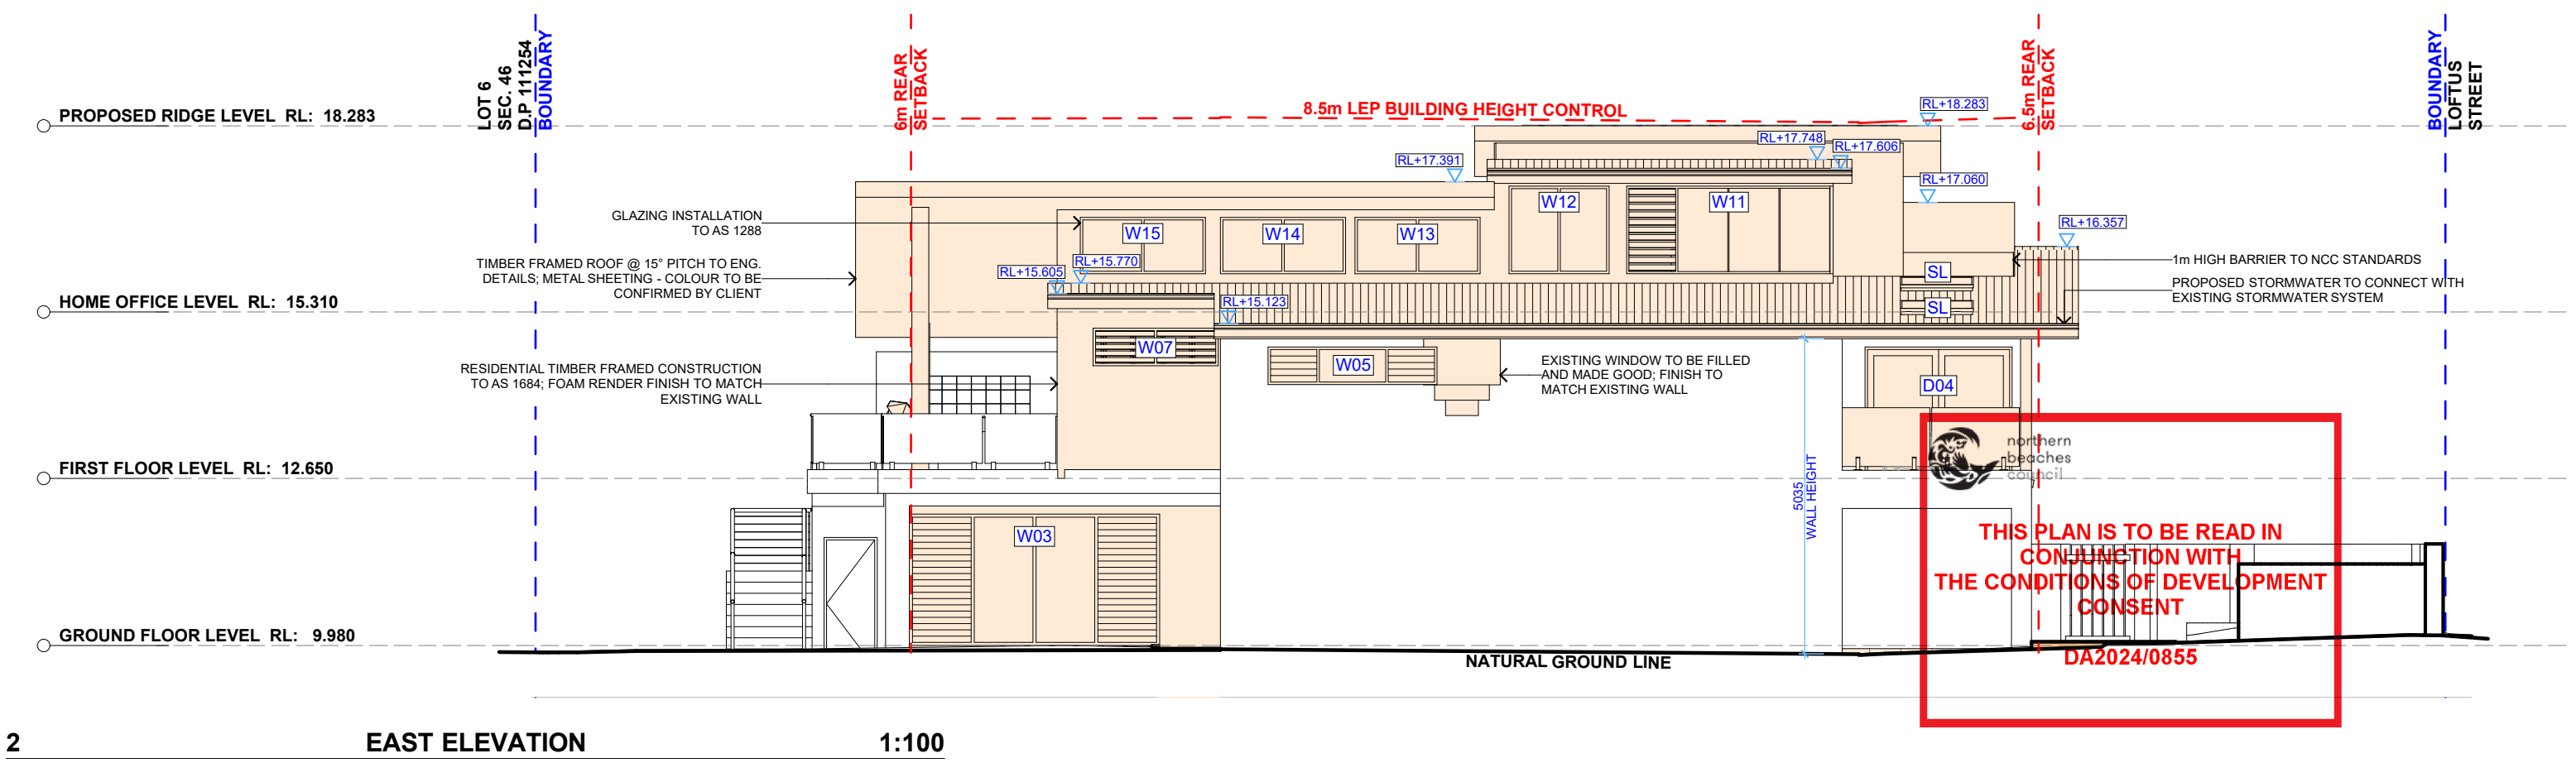 LOT 6
SEC. 46
D.P 111254
BOUNDARY
6m REAR
SETBACK
8.5m LEP BUILDING HEIGHT CONTROL
6.5m REAR
SETBACK
BOUNDARY
LOFTUS
STREET
PROPOSED RIDGE LEVEL RL: 18.283
RL+18.283
RL+17.748
RL+17.606
RL+17.391
RL+17.060
RL+16.357
GLAZING INSTALLATION
TO AS 1288
W15
W14
W13
W12
W11
TIMBER FRAMED ROOF @ 15° PITCH TO ENG.
DETAILS; METAL SHEETING - COLOUR TO BE
CONFIRMED BY CLIENT
RL+15.605
RL+15.770
SL
1m HIGH BARRIER TO NCC STANDARDS
PROPOSED STORMWATER TO CONNECT WITH
EXISTING STORMWATER SYSTEM
HOME OFFICE LEVEL RL: 15.310
RL+15.123
SL
W07
W05
RESIDENTIAL TIMBER FRAMED CONSTRUCTION
TO AS 1684; FOAM RENDER FINISH TO MATCH
EXISTING WALL
EXISTING WINDOW TO BE FILLED
AND MADE GOOD; FINISH TO
MATCH EXISTING WALL
D04
northern
beaches
council
FIRST FLOOR LEVEL RL: 12.650
5035
WALL HEIGHT
W03
THIS PLAN IS TO BE READ IN
CONJUNCTION WITH
THE CONDITIONS OF DEVELOPMENT
CONSENT
GROUND FLOOR LEVEL RL: 9.980
NATURAL GROUND LINE
DA2024/0855
2 EAST ELEVATION 1:100